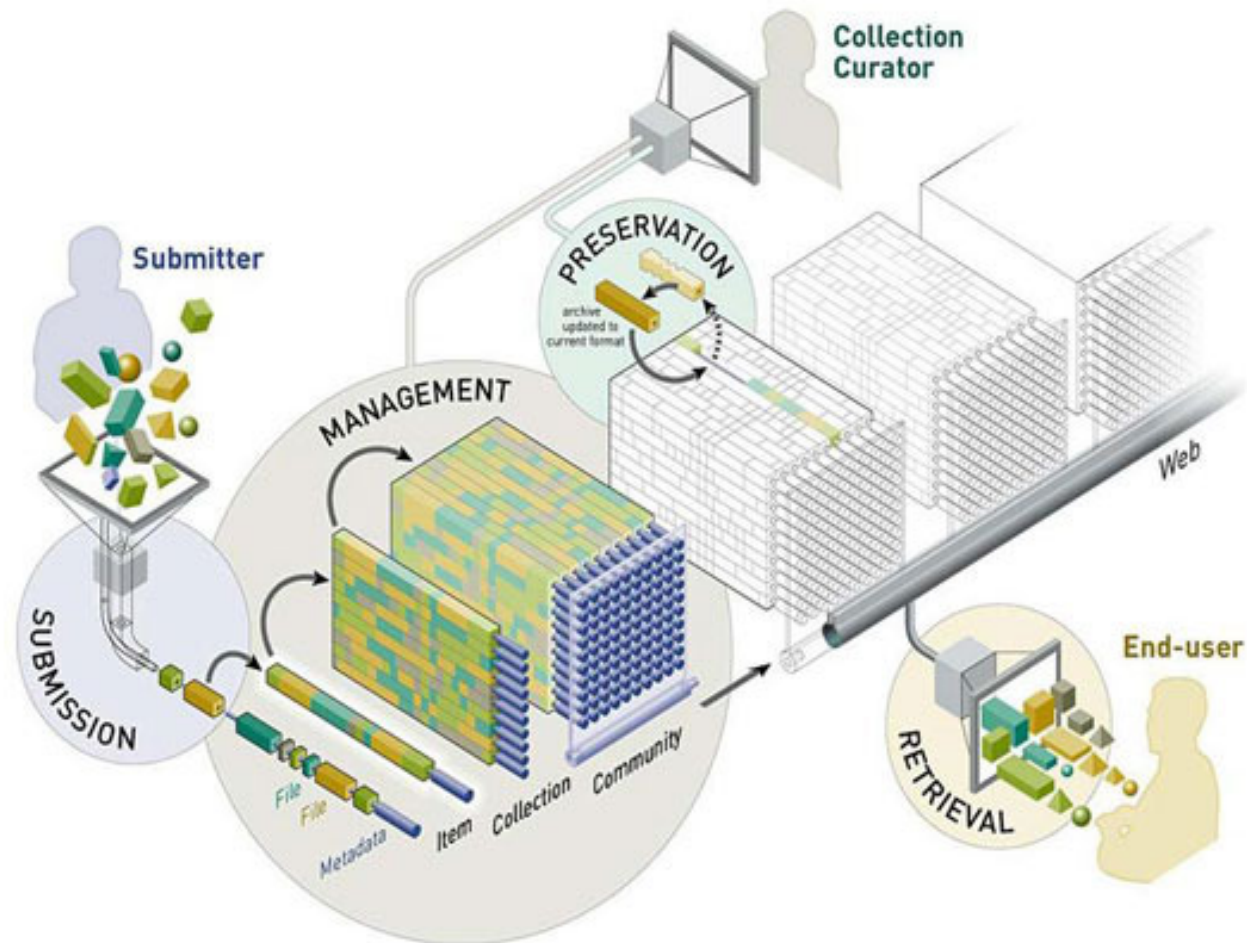 Collection
Curator
Submitter
PRESERVATION
archive
updated to
current format
MANAGEMENT
Web
SUBMISSION
End-user
RETRIEVAL
File
File
Metadata
Item
Collection
Community